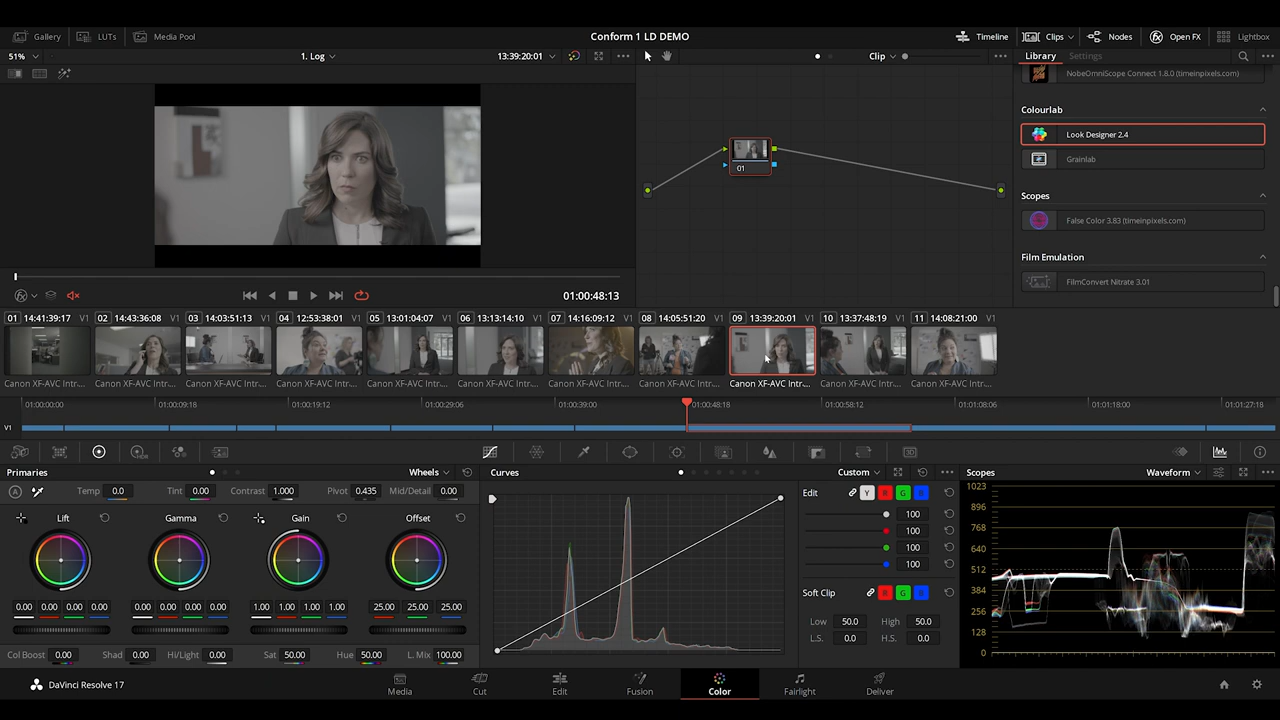 Gallery LUTs Media Pool Conform 1 LD DEMO Timeline Clips Nodes Open FX Lightbox
51% 1. Log 13:39:20:01 Clip Library Settings
NobeOmniScope Connect 1.8.0 (timeinpixels.com)
Colourlab
Look Designer 2.4
Grainlab
01
Scopes
False Color 3.83 (timeinpixels.com)
Film Emulation
FilmConvert Nitrate 3.01
01:00:48:13
01 14:41:39:17 V1 02 14:43:36:08 V1 03 14:03:51:13 V1 04 12:53:38:01 V1 05 13:01:04:07 V1 06 13:13:14:10 V1 07 14:16:09:12 V1 08 14:05:51:20 V1 09 13:39:20:01 V1 10 13:37:48:19 V1 11 14:08:21:00 V1
Canon XF-AVC Intr... Canon XF-AVC Intr... Canon XF-AVC Intr... Canon XF-AVC Intr... Canon XF-AVC Intr... Canon XF-AVC Intr... Canon XF-AVC Intr... Canon XF-AVC Intr... Canon XF-AVC Intr... Canon XF-AVC Intr... Canon XF-AVC Intr...
01:00:00:00 01:00:09:18 01:00:19:12 01:00:29:06 01:00:39:00 01:00:48:18 01:00:58:12 01:01:08:06 01:01:18:00 01:01:27:18
V1
Primaries Wheels Curves Custom Scopes Waveform
A Temp 0.0 Tint 0.00 Contrast 1.000 Pivot 0.435 Mid/Detail 0.00 Edit Y R G B 1023
896
Lift Gamma Gain Offset 100
768
100
640
100
512
100
384
Soft Clip R G B
0.00 0.00 0.00 0.00 0.00 0.00 0.00 0.00 1.00 1.00 1.00 1.00 25.00 25.00 25.00 256
Low 50.0 High 50.0
128
L.S. 0.0 H.S. 0.0
Col Boost 0.00 Shad 0.00 Hi/Light 0.00 Sat 50.00 Hue 50.00 L. Mix 100.00 0
DaVinci Resolve 17 Media Cut Edit Fusion Color Fairlight Deliver